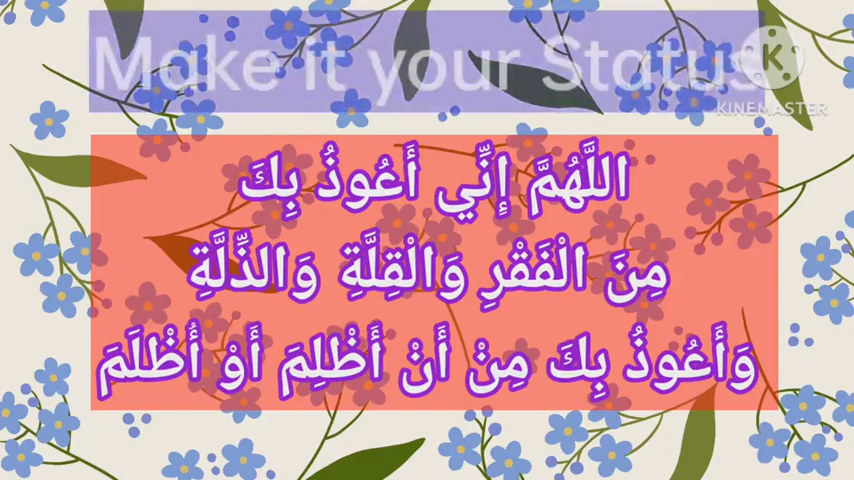 Make it your Status
KINEMASTER
اللَّهُمَّ إِنِّي أَعُوذُ بِكَ
مِنَ الْفَقْرِ وَالْقِلَّةِ وَالذِّلَّةِ
وَأَعُوذُ بِكَ مِنْ أَنْ أَظْلِمَ أَوْ أُظْلَمَ